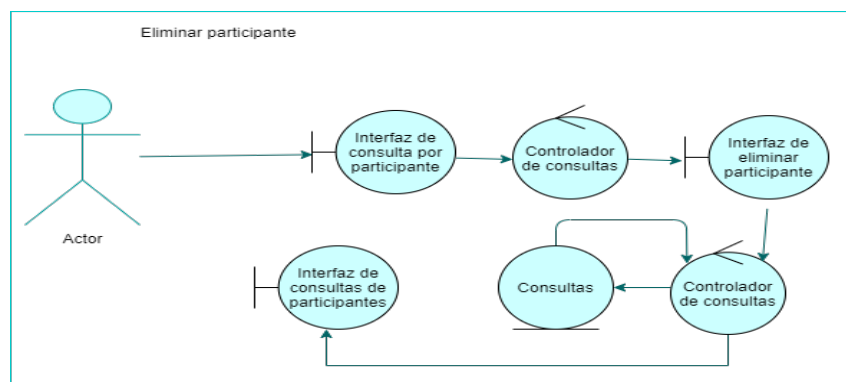 Eliminar participante
Interfaz de
consulta por
participante
Controlador
de consultas
Interfaz de
eliminar
participante
Actor
Interfaz de
consultas de
participantes
Consultas
Controlador
de consultas